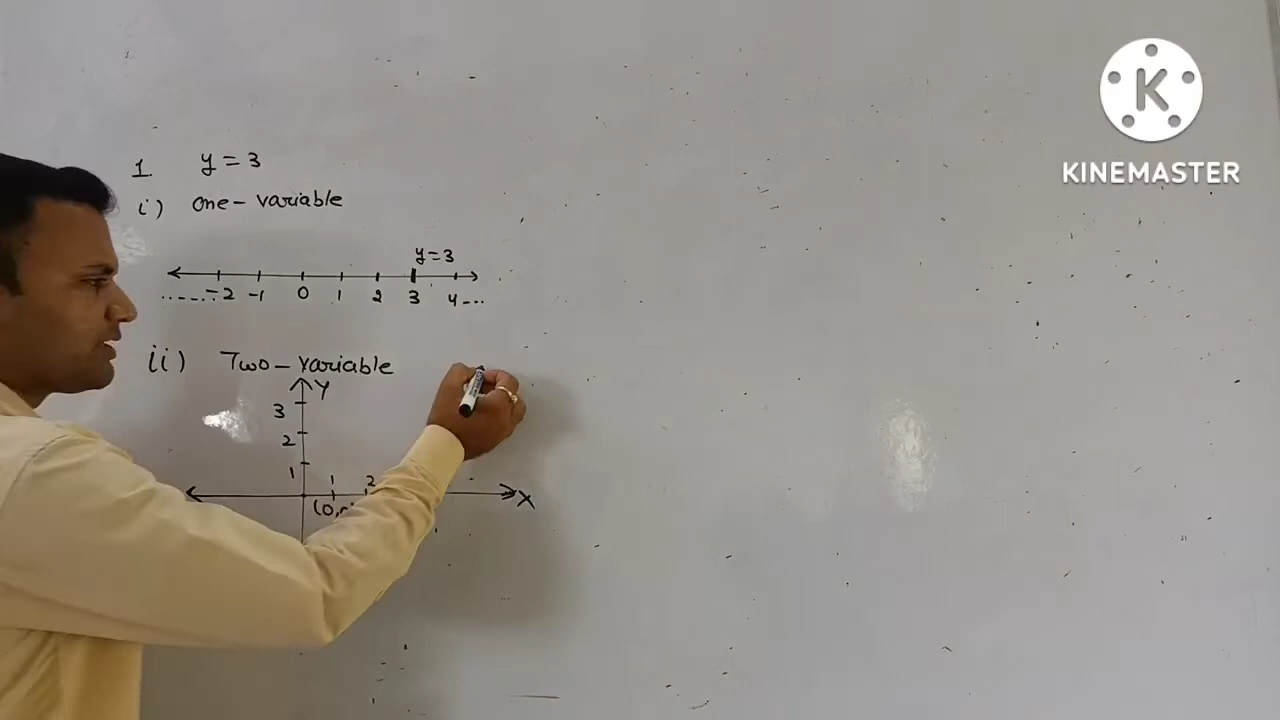 1. y = 3
i) One - variable
y = 3
......-2 -1 0 1 2 3 4 ...
ii) Two - variable
Y
3
2
1
1 2
X
(0,
K
KINEMASTER